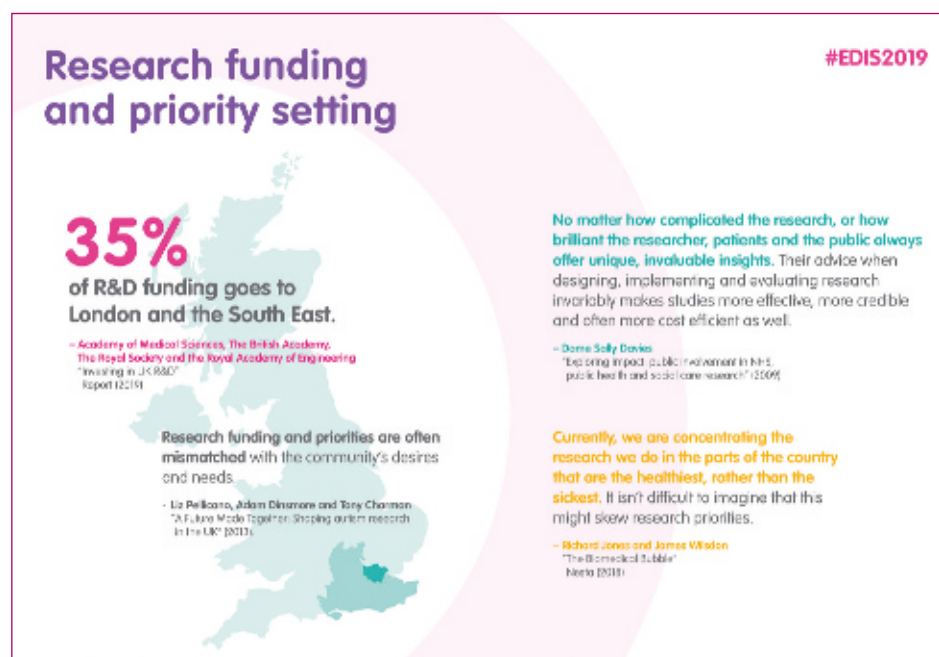 Research funding
and priority setting
#EDIS2019
35%
of R&D funding goes to
London and the South East.
– Academy of Medical Sciences, The British Academy,
The Royal Society and the Royal Academy of Engineering
"Investing in UK R&D"
Report (2019)
Research funding and priorities are often
mismatched with the community's desires
and needs.
- Liz Pellicano, Adam Dinsmore and Tony Charman
"A Future Made Together: Shaping autism research
in the UK" (2013).
No matter how complicated the research, or how
brilliant the researcher, patients and the public always
offer unique, invaluable insights. Their advice when
designing, implementing and evaluating research
invariably makes studies more effective, more credible
and often more cost efficient as well.
– Dame Sally Davies
"Exploring impact: public involvement in NHS,
public health and social care research" (2009)
Currently, we are concentrating the
research we do in the parts of the country
that are the healthiest, rather than the
sickest. It isn't difficult to imagine that this
might skew research priorities.
– Richard Jones and James Wilsdon
"The Biomedical Bubble"
Nesta (2018)